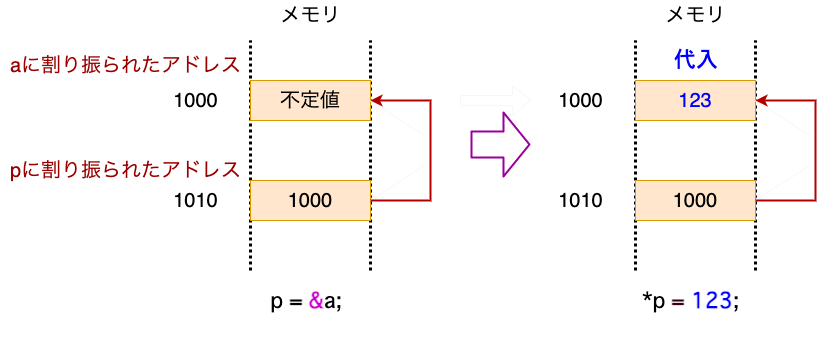 メモリ
aに割り振られたアドレス
1000
不定値
pに割り振られたアドレス
1010
1000
p = &a;
メモリ
代入
1000
123
1010
1000
*p = 123;